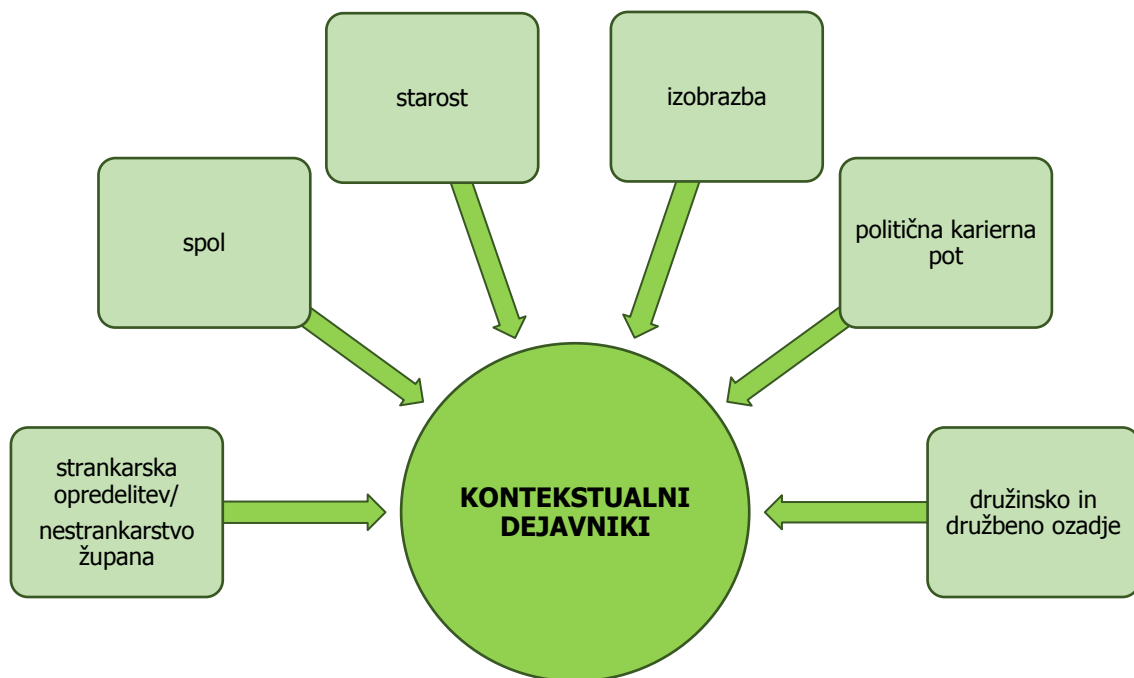 starost
izobrazba
spol
politična karierna
pot
strankarska
opredelitev/
nestrankarstvo
župana
KONTEKSTUALNI
DEJAVNIKI
družinsko in
družbeno ozadje